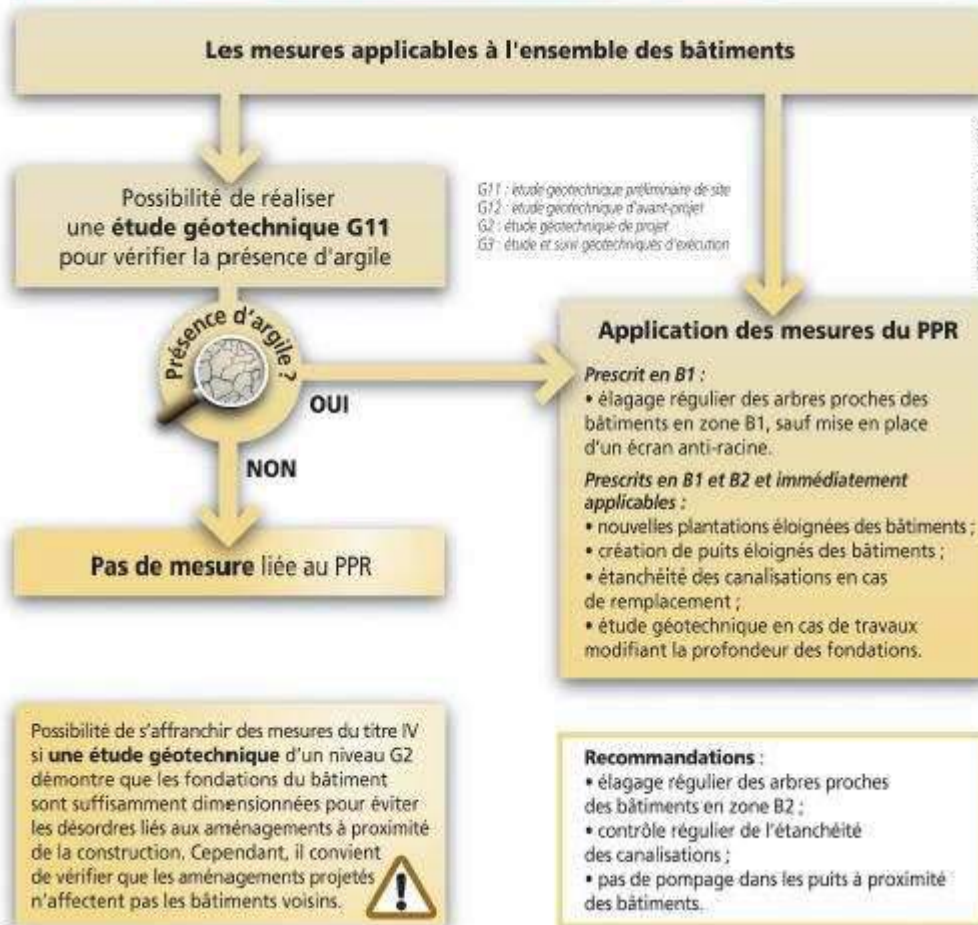 Les mesures applicables à l'ensemble des bâtiments
Possibilité de réaliser
une étude géotechnique G11
pour vérifier la présence d'argile
G11 : étude géotechnique préliminaire de site
G12 : étude géotechnique d'avant-projet
G2 : étude géotechnique de projet
G3 : étude et suivi géotechniques d'exécution
Présence d'argile ?
OUI
NON
Pas de mesure liée au PPR
Application des mesures du PPR
Prescrit en B1 :
• élagage régulier des arbres proches des
bâtiments en zone B1, sauf mise en place
d'un écran anti-racine.
Prescrits en B1 et B2 et immédiatement
applicables :
• nouvelles plantations éloignées des bâtiments ;
• création de puits éloignés des bâtiments ;
• étanchéité des canalisations en cas
de remplacement ;
• étude géotechnique en cas de travaux
modifiant la profondeur des fondations.
Possibilité de s'affranchir des mesures du titre IV
si une étude géotechnique d'un niveau G2
démontre que les fondations du bâtiment
sont suffisamment dimensionnées pour éviter
les désordres liés aux aménagements à proximité
de la construction. Cependant, il convient
de vérifier que les aménagements projetés
n'affectent pas les bâtiments voisins.
Recommandations :
• élagage régulier des arbres proches
des bâtiments en zone B2 ;
• contrôle régulier de l'étanchéité
des canalisations ;
• pas de pompage dans les puits à proximité
des bâtiments.